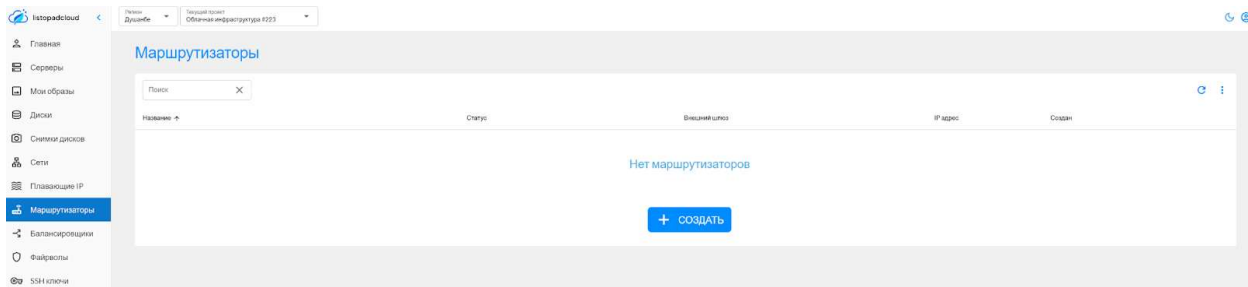 listopadcloud
Регион
Душанбе
Текущий проект
Облачная инфраструктура #223
Главная
Серверы
Мои образы
Диски
Снимки дисков
Сети
Плавающие IP
Маршрутизаторы
Балансировщики
Файрволы
SSH ключи
Маршрутизаторы
Поиск
Название Статус Внешний шлюз IP адрес Создан
Нет маршрутизаторов
+ СОЗДАТЬ